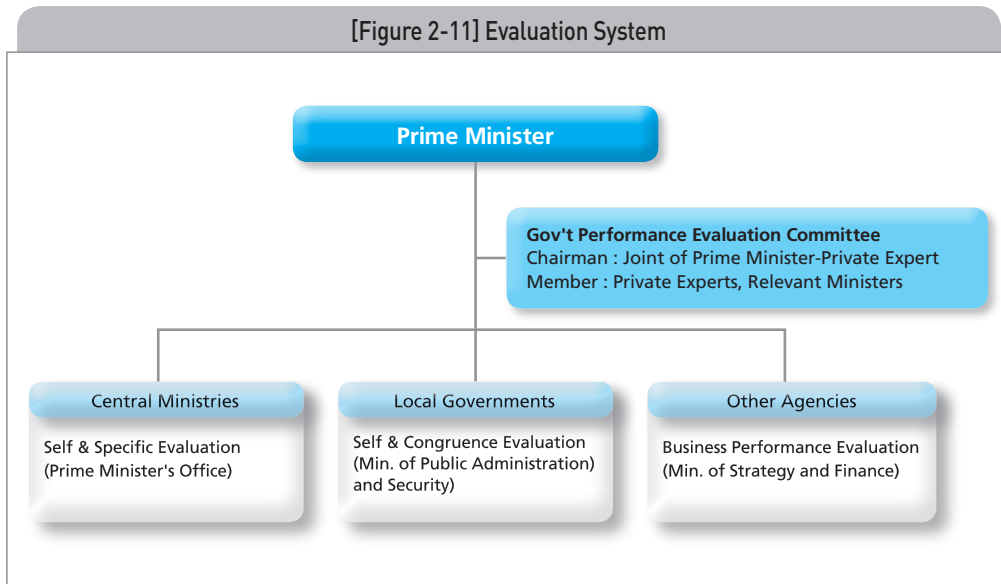 [Figure 2-11] Evaluation System
Prime Minister
Gov't Performance Evaluation Committee
Chairman : Joint of Prime Minister-Private Expert
Member : Private Experts, Relevant Ministers
Central Ministries
Self & Specific Evaluation
(Prime Minister's Office)
Local Governments
Self & Congruence Evaluation
(Min. of Public Administration)
and Security)
Other Agencies
Business Performance Evaluation
(Min. of Strategy and Finance)